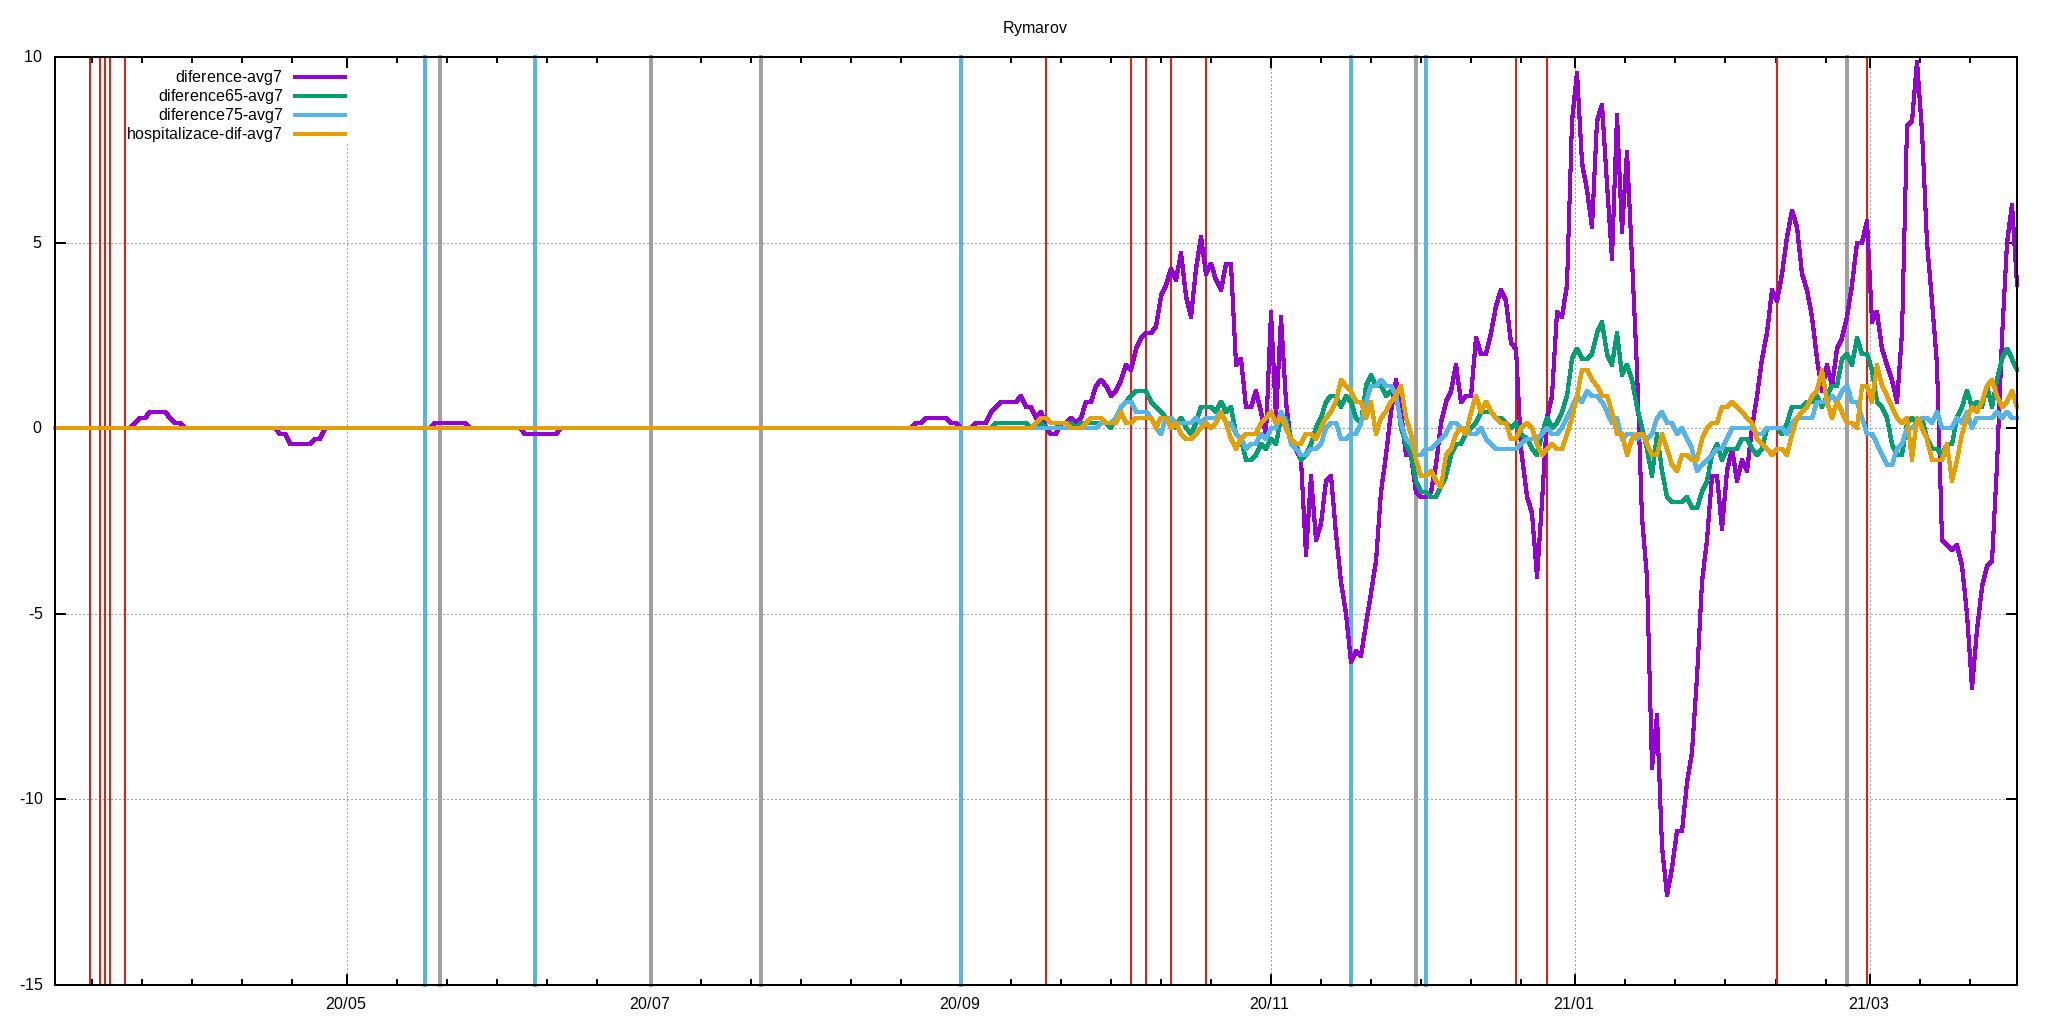 Rymarov
10
diference-avg7
diference65-avg7
diference75-avg7
hospitalizace-dif-avg7
5
0
-5
-10
-15
20/05 20/07 20/09 20/11 21/01 21/03